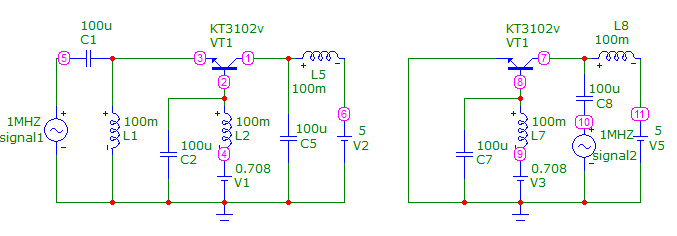 100u
C1
KT3102v
VT1
5
3
1
2
L5
100m
1MHZ
signal1
100m
L1
100m
L2
100u
C2
100u
C5
6
5
V2
4
0.708
V1
KT3102v
VT1
L8
100m
7
8
100u
C8
100m
L7
10
11
1MHZ
signal2
5
V5
100u
C7
9
0.708
V3